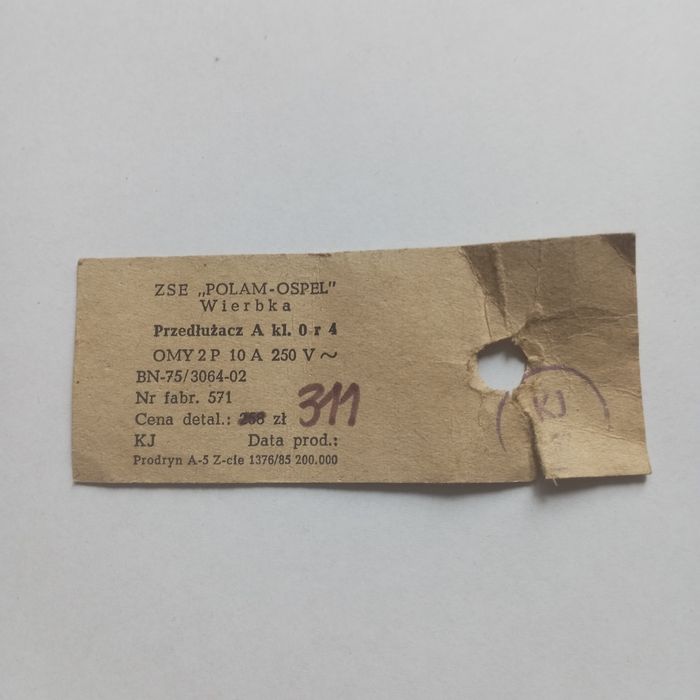 ZSE „POLAM-OSPEL"
Wierbka
Przedłużacz A kl. 0 r 4
OMY 2 P 10 A 250 V ~
BN-75/3064-02
Nr fabr. 571
Cena detal.: 268 zł 311
KJ Data prod.:
Prodryn A-5 Z-cie 1376/85 200.000
KJ